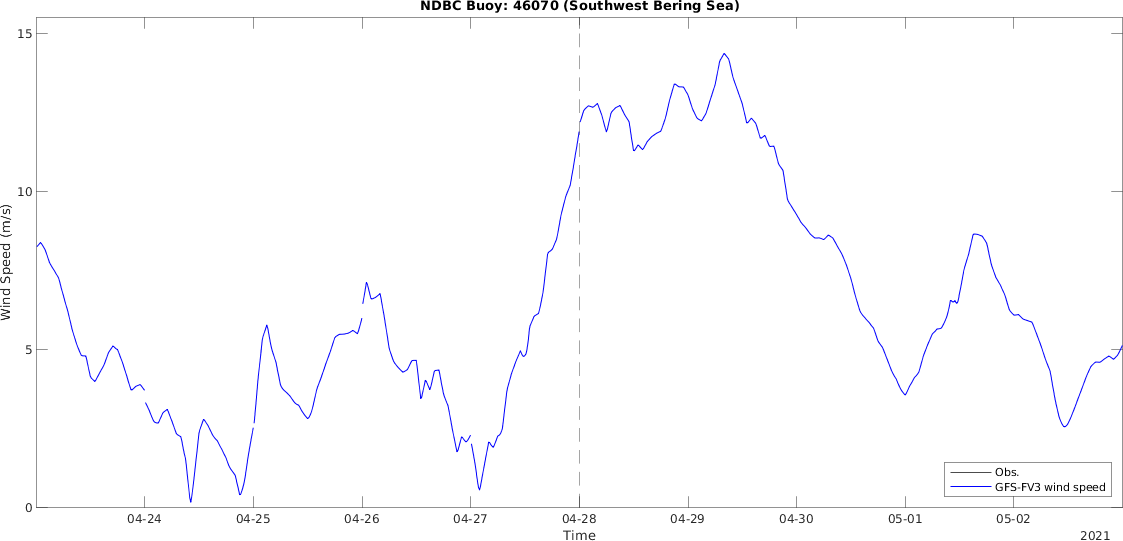 NDBC Buoy: 46070 (Southwest Bering Sea)
15
10
5
0
Wind Speed (m/s)
04-24 04-25 04-26 04-27 04-28 04-29 04-30 05-01 05-02
Time
2021
Obs.
GFS-FV3 wind speed